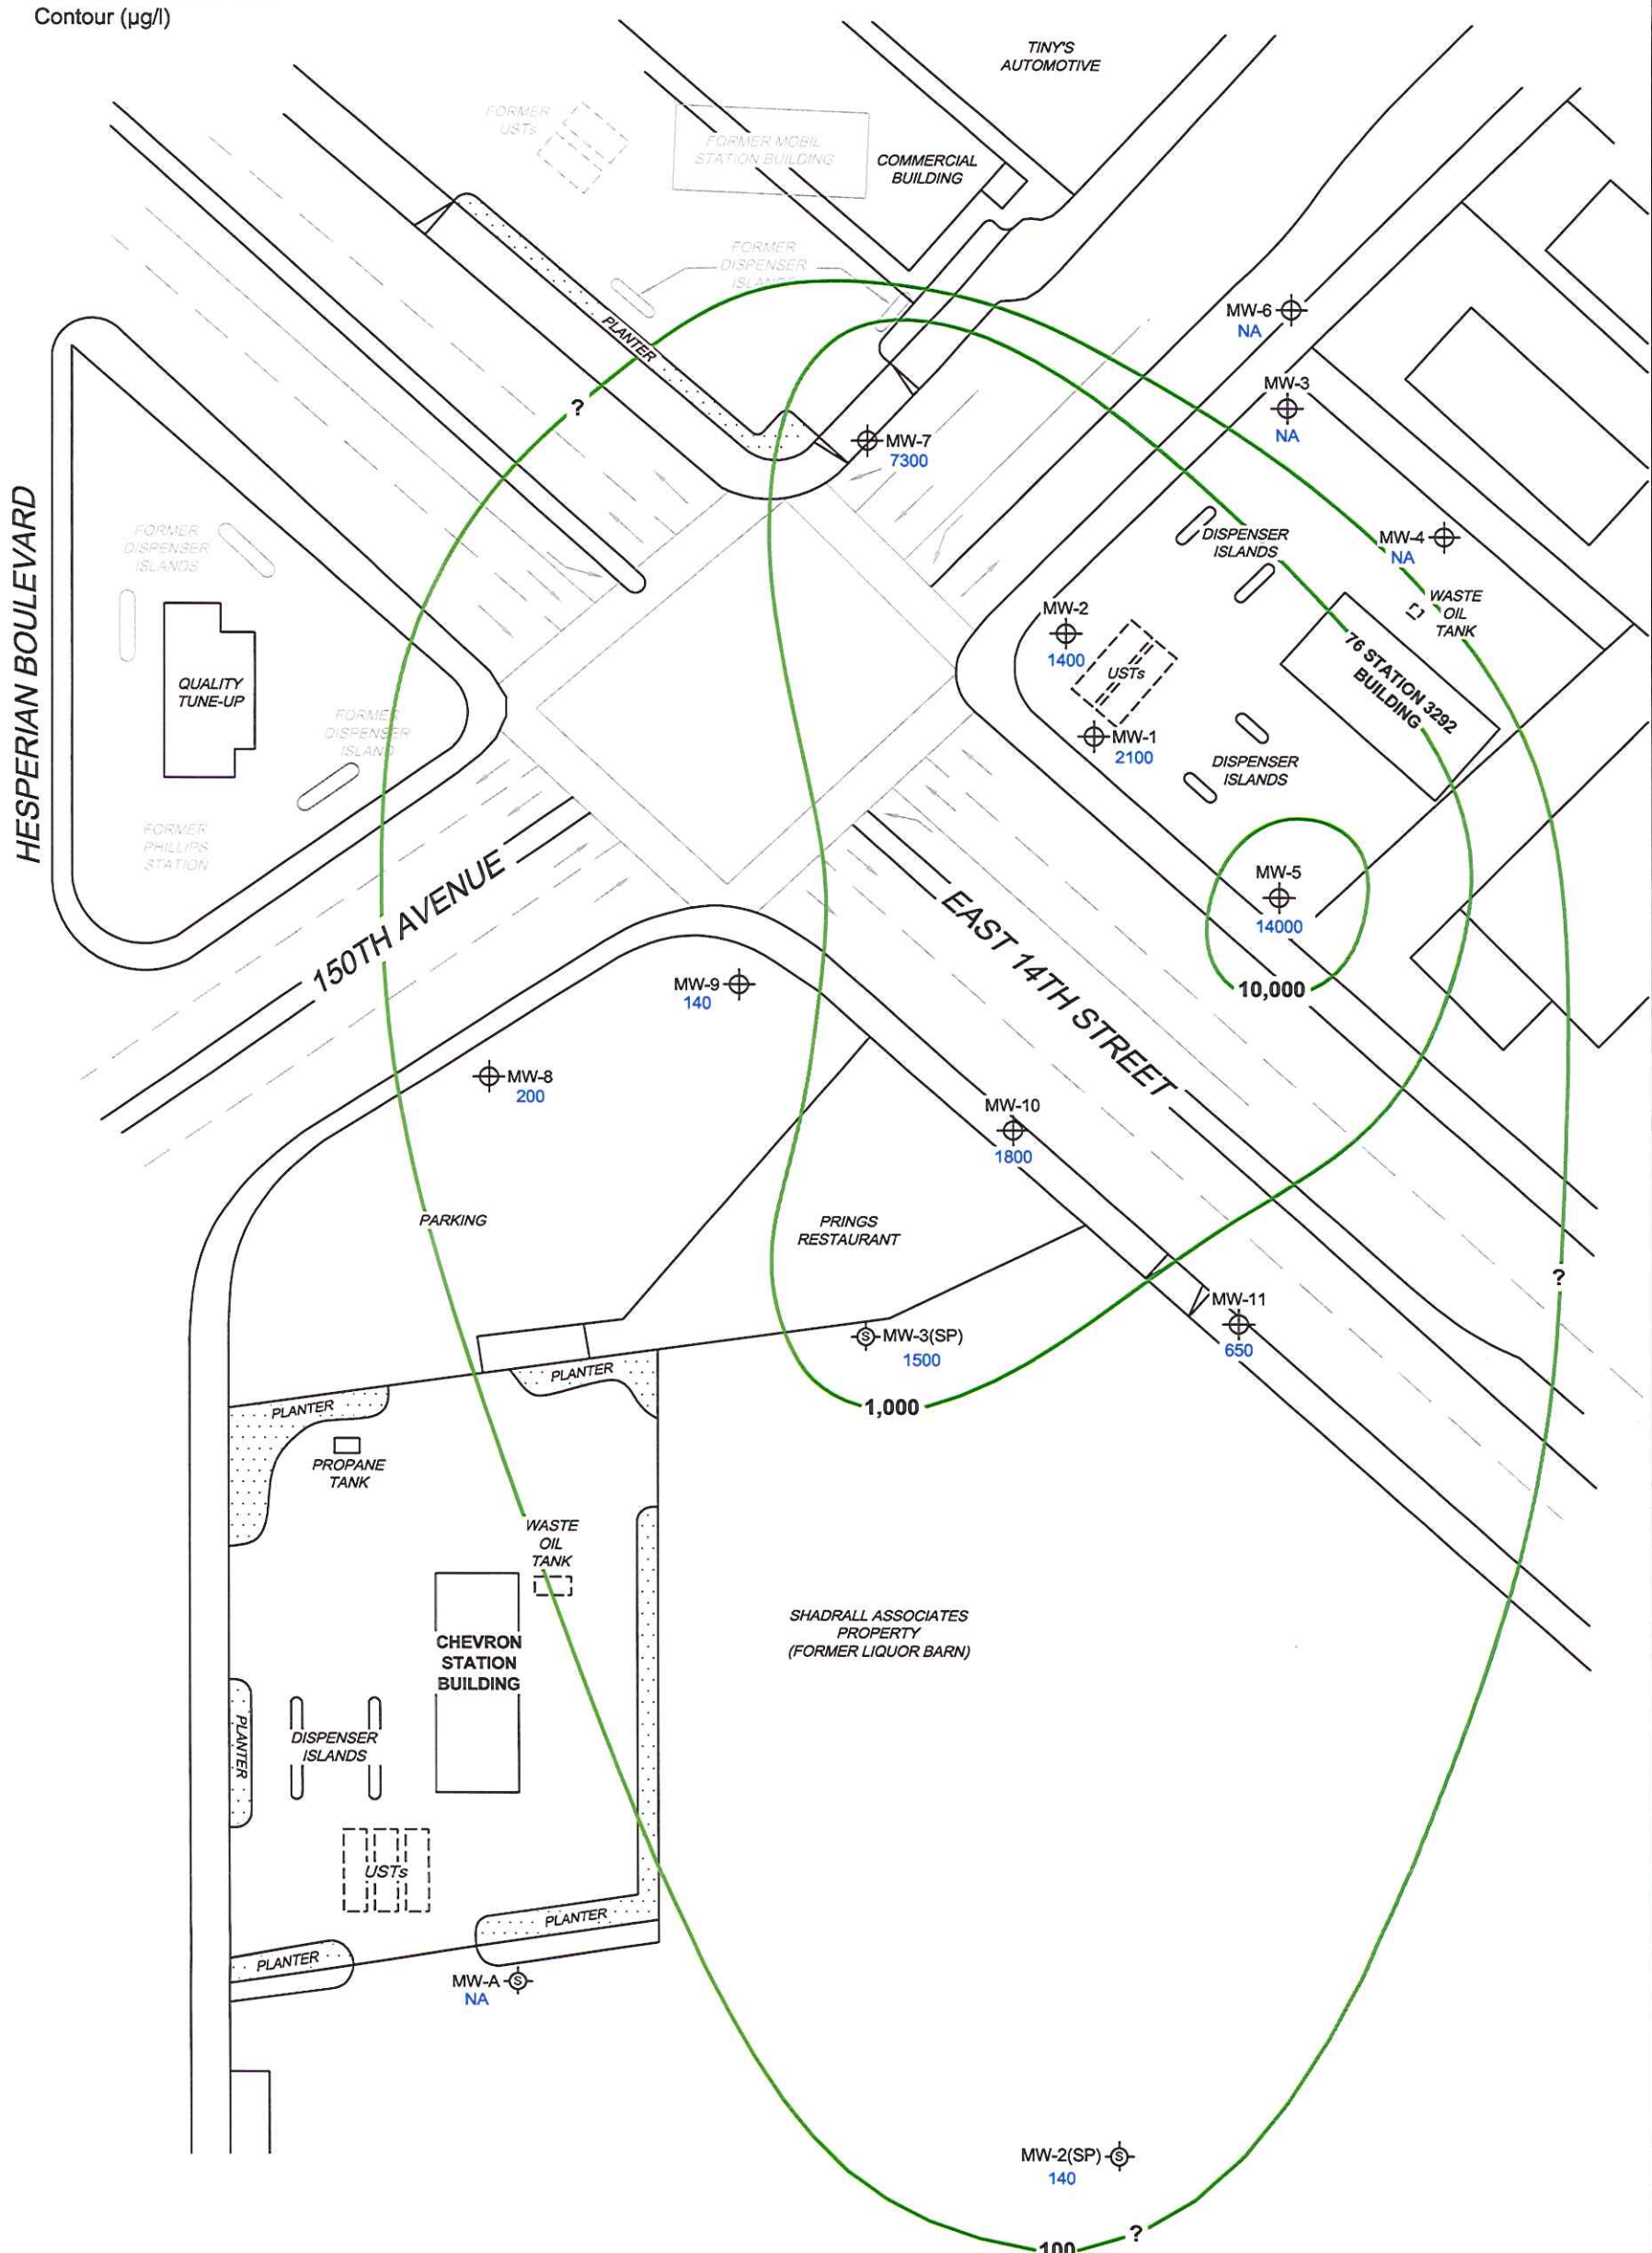 Contour (µg/l)
TINY'S
AUTOMOTIVE
FORMER
USTs
FORMER MOBIL
STATION BUILDING
COMMERCIAL
BUILDING
FORMER
DISPENSER
ISLANDS
PLANTER
?
MW-6
NA
MW-3
NA
MW-7
7300
DISPENSER
ISLANDS
MW-4
NA
WASTE
OIL
TANK
HESPERIAN BOULEVARD
FORMER
DISPENSER
ISLANDS
QUALITY
TUNE-UP
FORMER
DISPENSER
ISLAND
FORMER
PHILLIPS
STATION
MW-2
1400
USTs
MW-1
2100
76 STATION 3292
BUILDING
DISPENSER
ISLANDS
MW-5
14000
10,000
150TH AVENUE
EAST 14TH STREET
MW-9
140
MW-8
200
MW-10
1800
PARKING
PRINGS
RESTAURANT
?
MW-11
650
MW-3(SP)
1500
1,000
PLANTER
PLANTER
PROPANE
TANK
WASTE
OIL
TANK
CHEVRON
STATION
BUILDING
SHADRALL ASSOCIATES
PROPERTY
(FORMER LIQUOR BARN)
PLANTER
DISPENSER
ISLANDS
USTs
PLANTER
PLANTER
MW-A
NA
MW-2(SP)
140
?
100